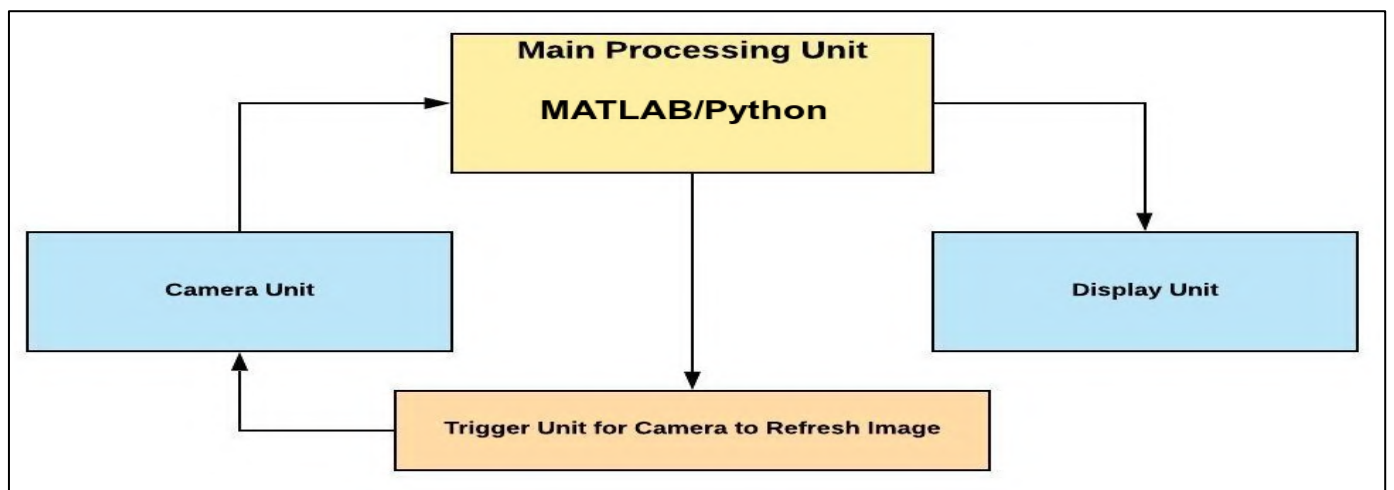 Main Processing Unit
MATLAB/Python
Camera Unit
Display Unit
Trigger Unit for Camera to Refresh Image